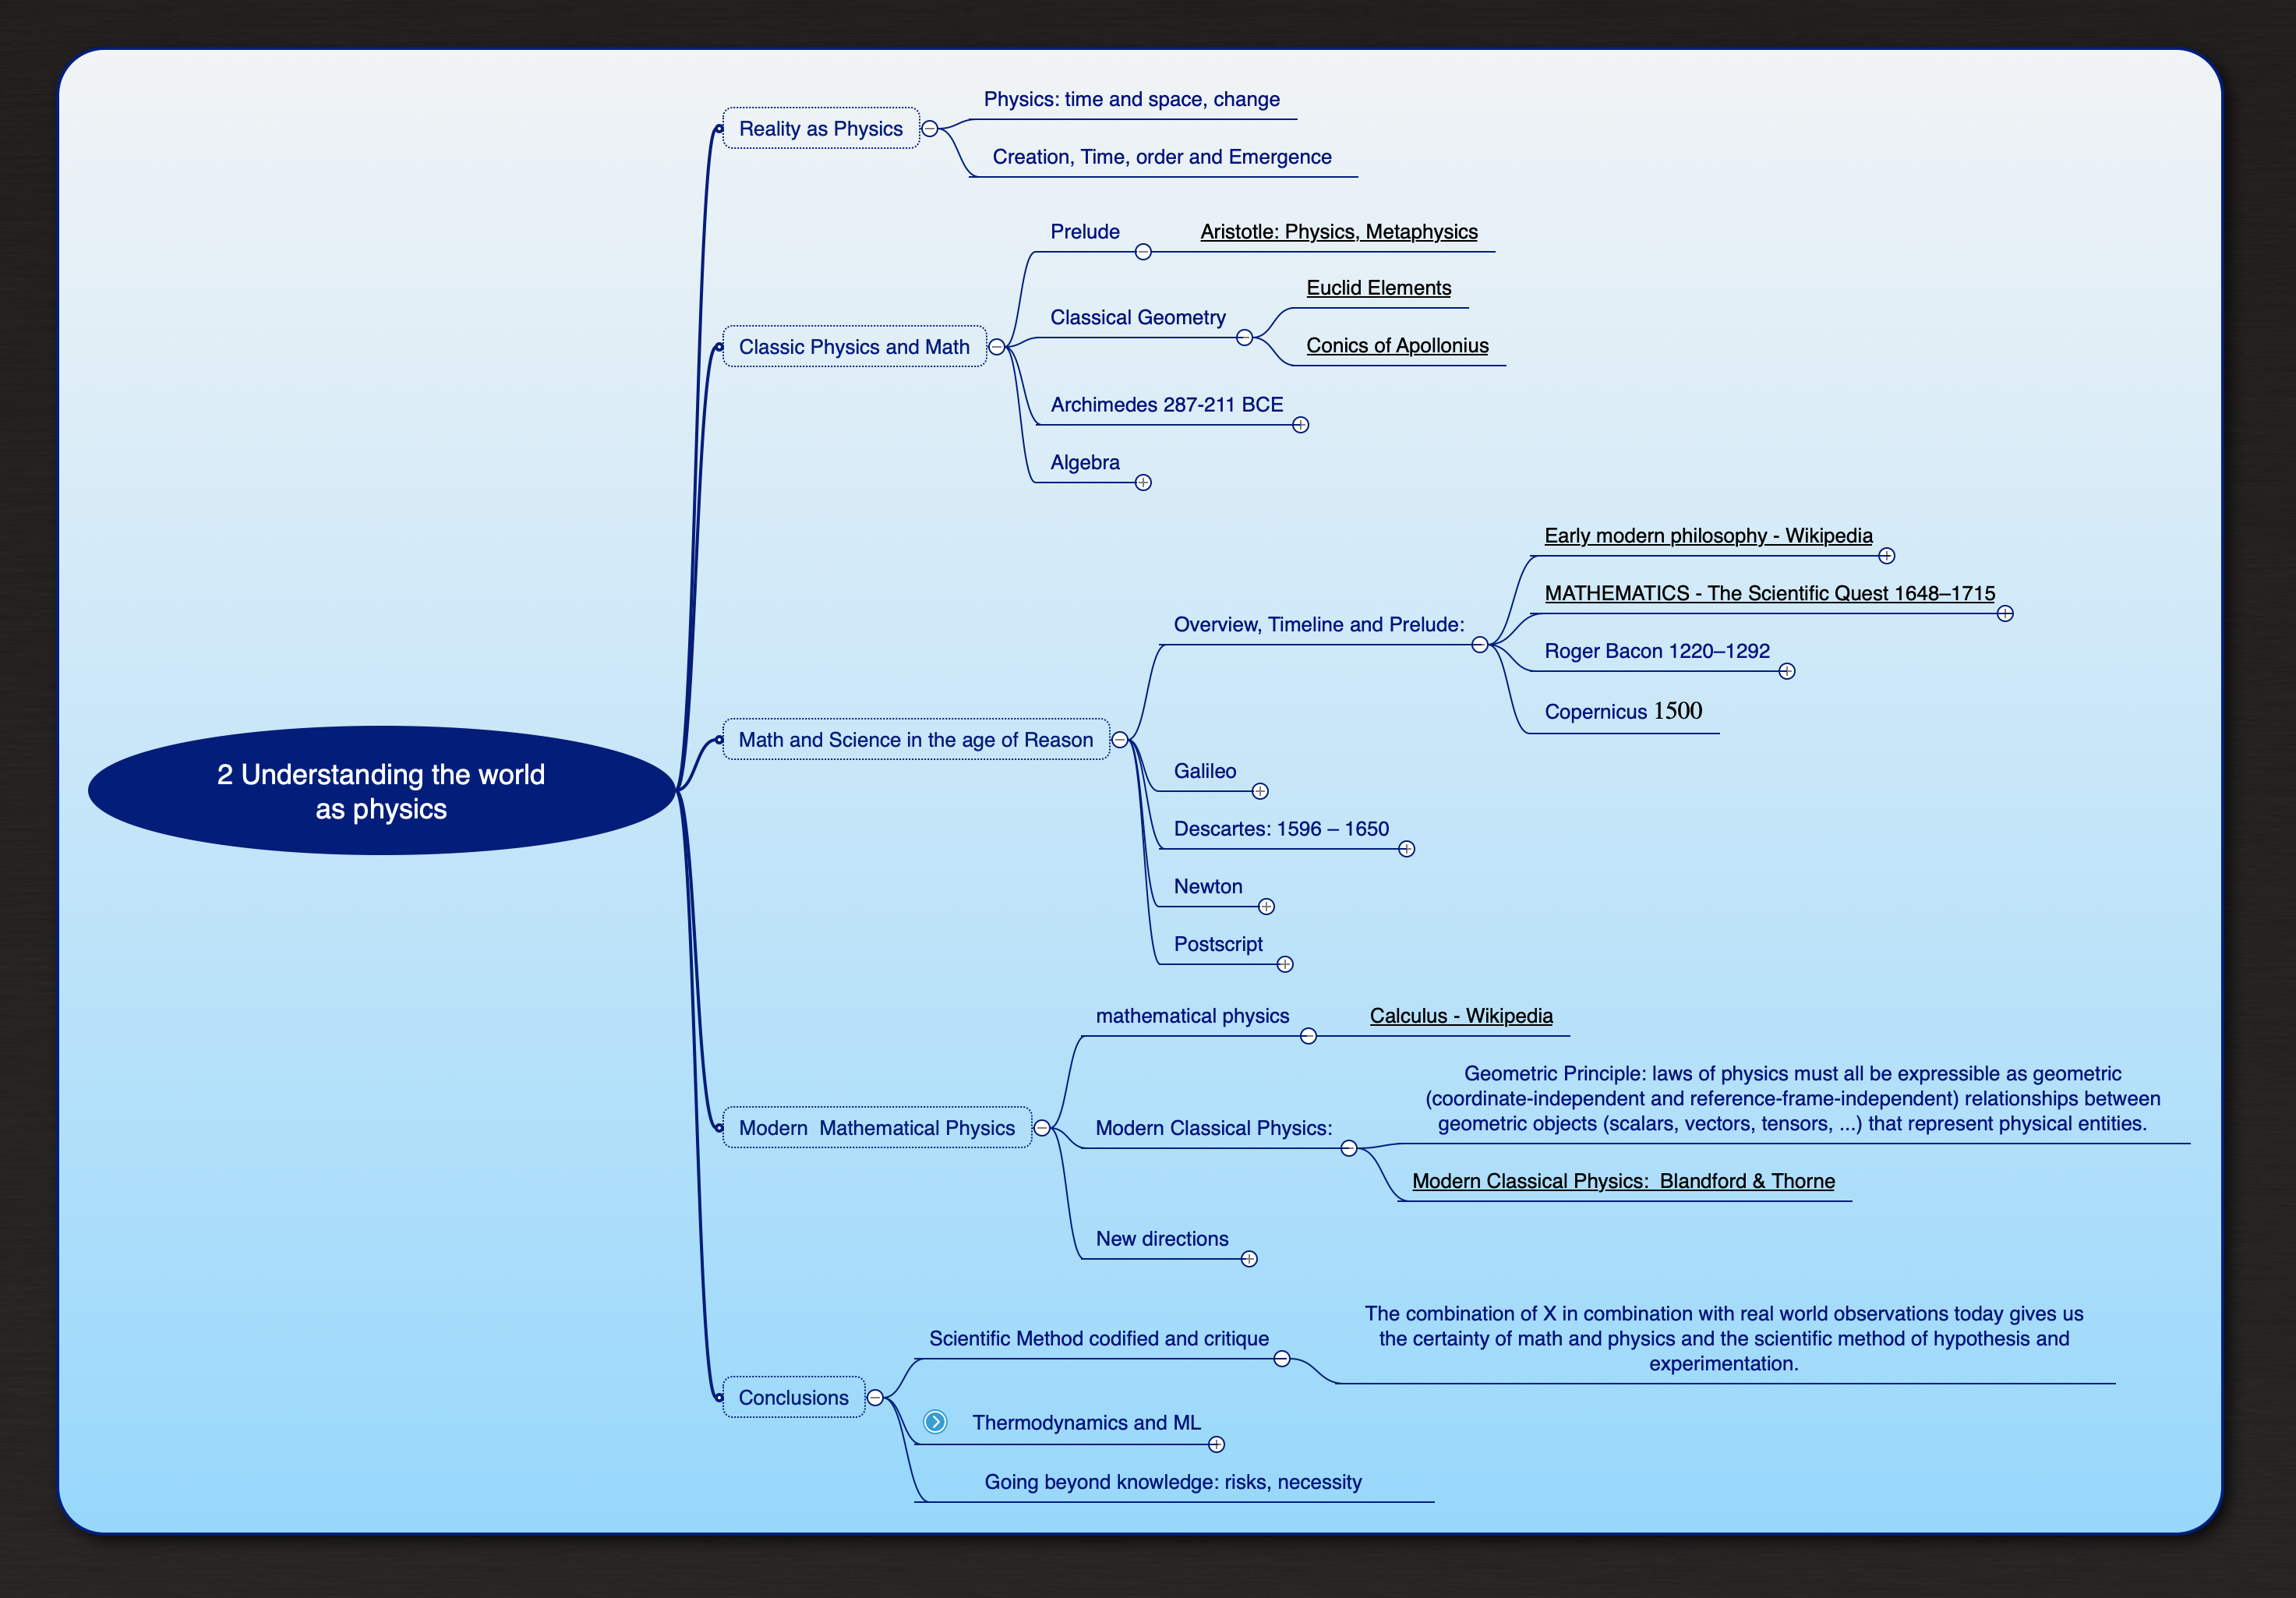 2 Understanding the world
as physics
Reality as Physics
Physics: time and space, change
Creation, Time, order and Emergence
Classic Physics and Math
Prelude
Aristotle: Physics, Metaphysics
Classical Geometry
Euclid Elements
Conics of Apollonius
Archimedes 287-211 BCE
Algebra
Math and Science in the age of Reason
Overview, Timeline and Prelude:
Early modern philosophy - Wikipedia
MATHEMATICS - The Scientific Quest 1648–1715
Roger Bacon 1220–1292
Copernicus 1500
Galileo
Descartes: 1596 – 1650
Newton
Postscript
Modern  Mathematical Physics
mathematical physics
Calculus - Wikipedia
Modern Classical Physics:
Geometric Principle: laws of physics must all be expressible as geometric
(coordinate-independent and reference-frame-independent) relationships between
geometric objects (scalars, vectors, tensors, ...) that represent physical entities.
Modern Classical Physics:  Blandford & Thorne
New directions
Conclusions
Scientific Method codified and critique
The combination of X in combination with real world observations today gives us
the certainty of math and physics and the scientific method of hypothesis and
experimentation.
Thermodynamics and ML
Going beyond knowledge: risks, necessity